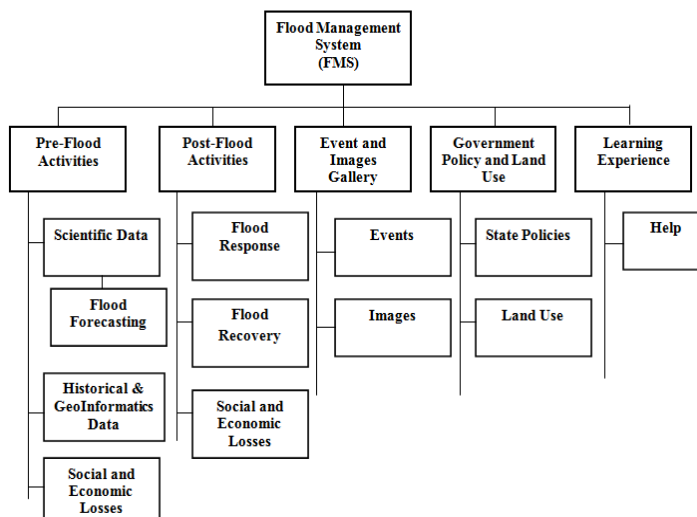 Flood Management
System
(FMS)
Pre-Flood
Activities
Post-Flood
Activities
Event and
Images
Gallery
Government
Policy and Land
Use
Learning
Experience
Scientific Data
Flood
Forecasting
Historical &
GeoInformatics
Data
Social and
Economic
Losses
Flood
Response
Flood
Recovery
Social and
Economic
Losses
Events
Images
State Policies
Land Use
Help